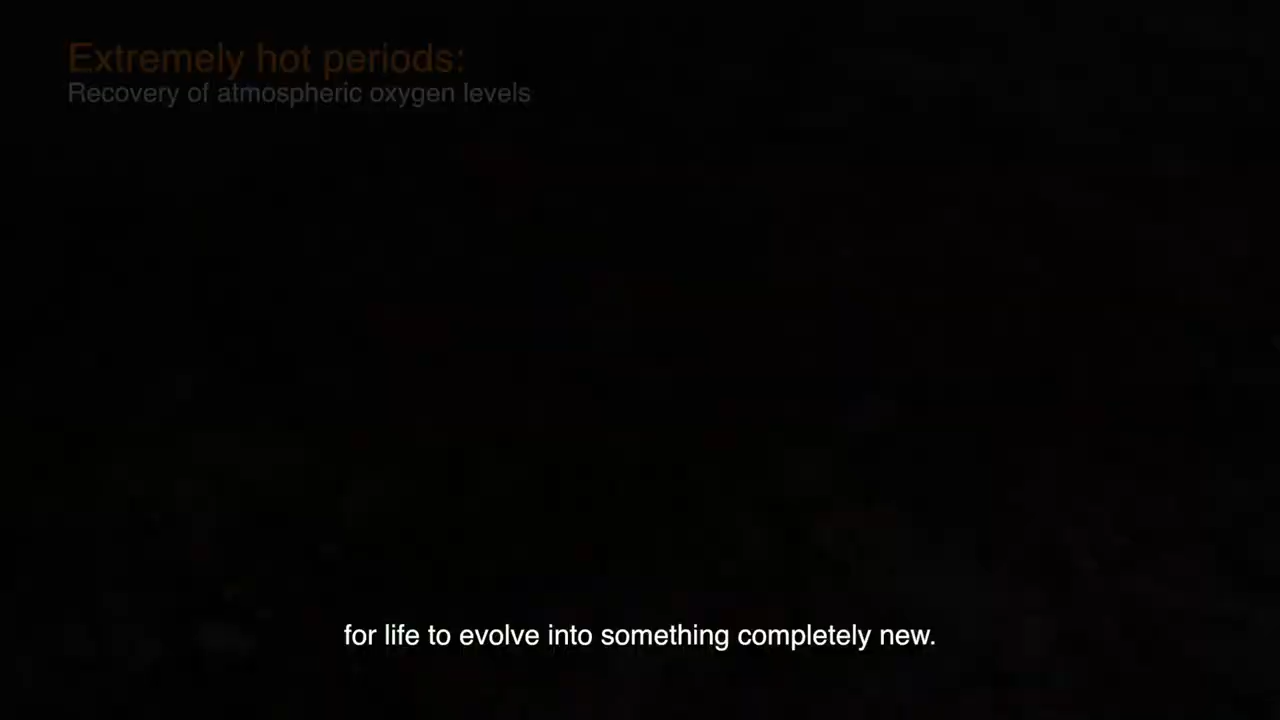 Extremely hot periods:
Recovery of atmospheric oxygen levels
for life to evolve into something completely new.